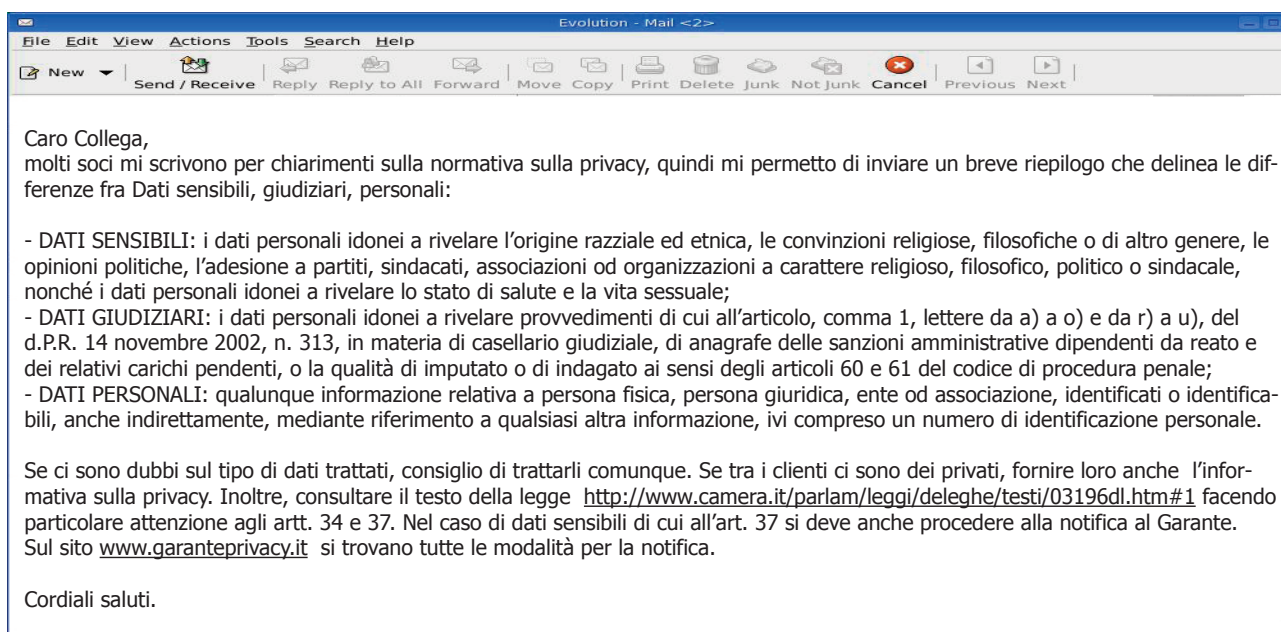 Evolution - Mail <2>
File Edit View Actions Tools Search Help
New Send / Receive Reply Reply to All Forward Move Copy Print Delete Junk Not Junk Cancel Previous Next
Caro Collega,
molti soci mi scrivono per chiarimenti sulla normativa sulla privacy, quindi mi permetto di inviare un breve riepilogo che delinea le dif-
ferenze fra Dati sensibili, giudiziari, personali:
- DATI SENSIBILI: i dati personali idonei a rivelare l'origine razziale ed etnica, le convinzioni religiose, filosofiche o di altro genere, le
opinioni politiche, l'adesione a partiti, sindacati, associazioni od organizzazioni a carattere religioso, filosofico, politico o sindacale,
nonché i dati personali idonei a rivelare lo stato di salute e la vita sessuale;
- DATI GIUDIZIARI: i dati personali idonei a rivelare provvedimenti di cui all'articolo, comma 1, lettere da a) a o) e da r) a u), del
d.P.R. 14 novembre 2002, n. 313, in materia di casellario giudiziale, di anagrafe delle sanzioni amministrative dipendenti da reato e
dei relativi carichi pendenti, o la qualità di imputato o di indagato ai sensi degli articoli 60 e 61 del codice di procedura penale;
- DATI PERSONALI: qualunque informazione relativa a persona fisica, persona giuridica, ente od associazione, identificati o identifica-
bili, anche indirettamente, mediante riferimento a qualsiasi altra informazione, ivi compreso un numero di identificazione personale.
Se ci sono dubbi sul tipo di dati trattati, consiglio di trattarli comunque. Se tra i clienti ci sono dei privati, fornire loro anche l'infor-
mativa sulla privacy. Inoltre, consultare il testo della legge http://www.camera.it/parlam/leggi/deleghe/testi/03196dl.htm#1 facendo
particolare attenzione agli artt. 34 e 37. Nel caso di dati sensibili di cui all'art. 37 si deve anche procedere alla notifica al Garante.
Sul sito www.garanteprivacy.it si trovano tutte le modalità per la notifica.
Cordiali saluti.